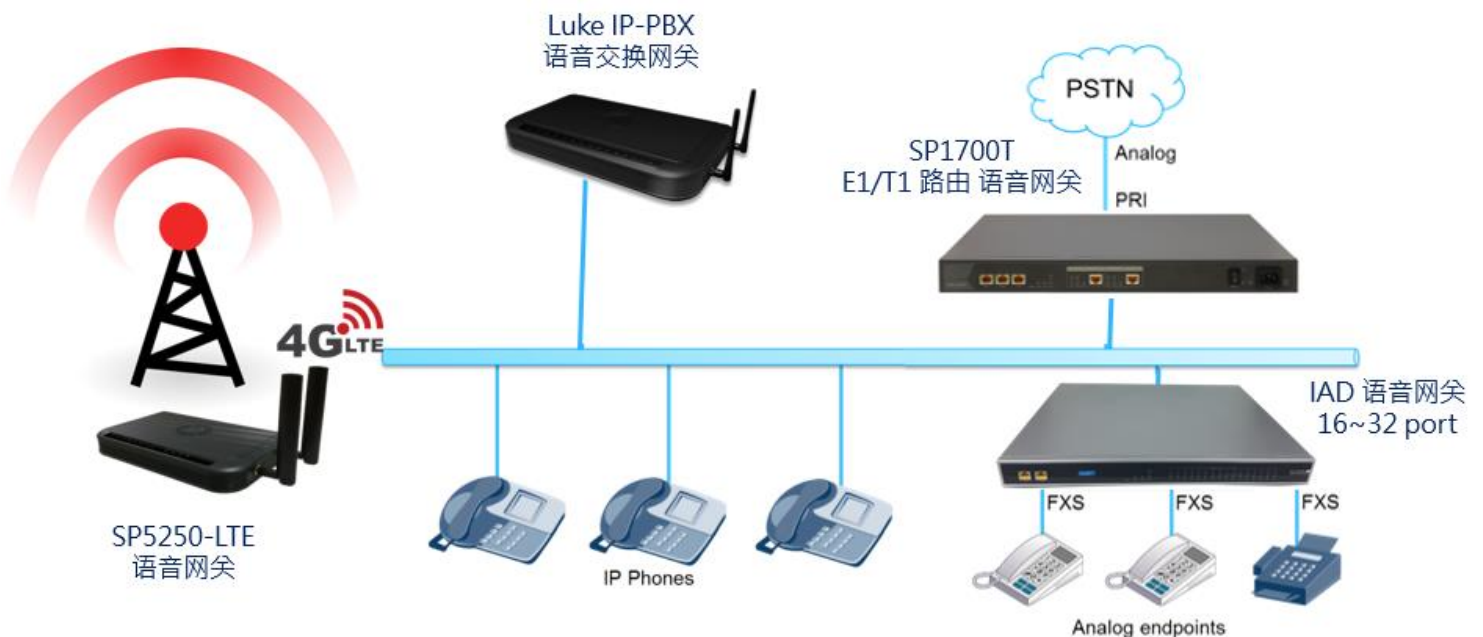 Luke IP-PBX
语音交换网关
PSTN
Analog
SP1700T
E1/T1 路由 语音网关
PRI
4G LTE
IAD 语音网关
16~32 port
SP5250-LTE
语音网关
IP Phones
FXS
FXS
FXS
Analog endpoints